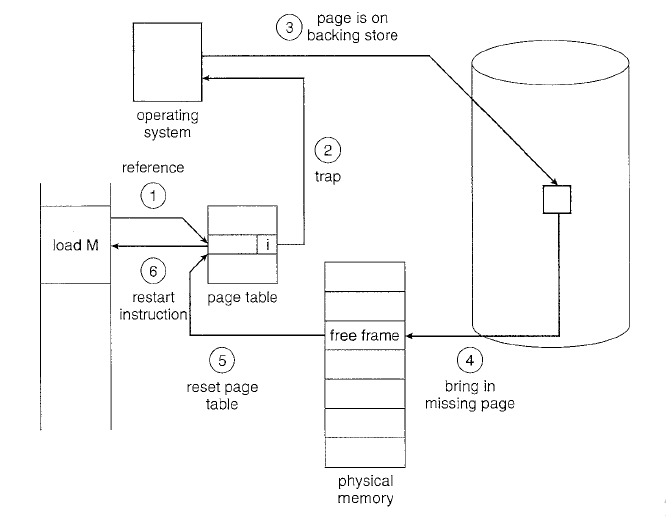 3
page is on
backing store
operating
system
2
trap
reference
1
load M
i
6
restart
instruction
page table
free frame
5
reset page
table
4
bring in
missing page
physical
memory